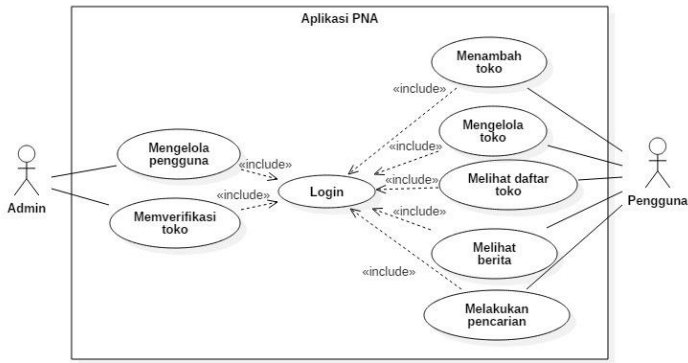 Aplikasi PNA
Menambah
toko
«include»
Mengelola
toko
Mengelola
pengguna
«include»
«include»
Login
«include»
Melihat daftar
toko
Admin
Memverifikasi
toko
«include»
«include»
Pengguna
Melihat
berita
«include»
Melakukan
pencarian